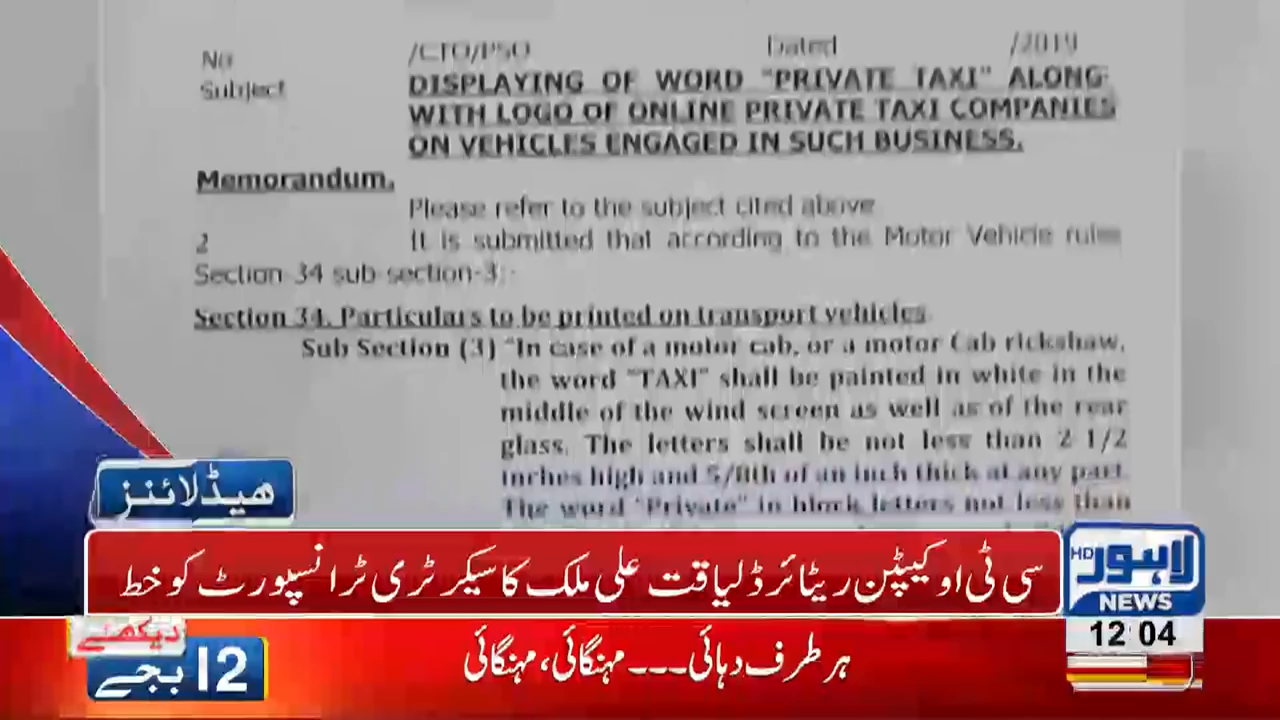 No /CTO/PSO Dated /2019
Subject DISPLAYING OF WORD "PRIVATE TAXI" ALONG-
WITH LOGO OF ONLINE PRIVATE TAXI COMPANIES
ON VEHICLES ENGAGED IN SUCH BUSINESS.
Memorandum.
Please refer to the subject cited above
2 It is submitted that according to the Motor Vehicle rules
Section-34 sub-section-3:-
Section 34. Particulars to be printed on transport vehicles
Sub Section (3) "In case of a motor cab, or a motor Cab rickshaw,
the word "TAXI" shall be painted in white in the
middle of the wind screen as well as of the rear
glass. The letters shall be not less than 2 1/2
inches high and 5/8th of an inch thick at any part.
The word "Private" in block letters not less than
ہیڈلائنز
سی ٹی او کیپٹن ریٹائرڈ لیاقت علی ملک کا سیکرٹری ٹرانسپورٹ کو خط
لاہور HD
NEWS
12 04
دیکھئے
12 بجے
ہر طرف دہائی۔۔۔ مہنگائی، مہنگائی